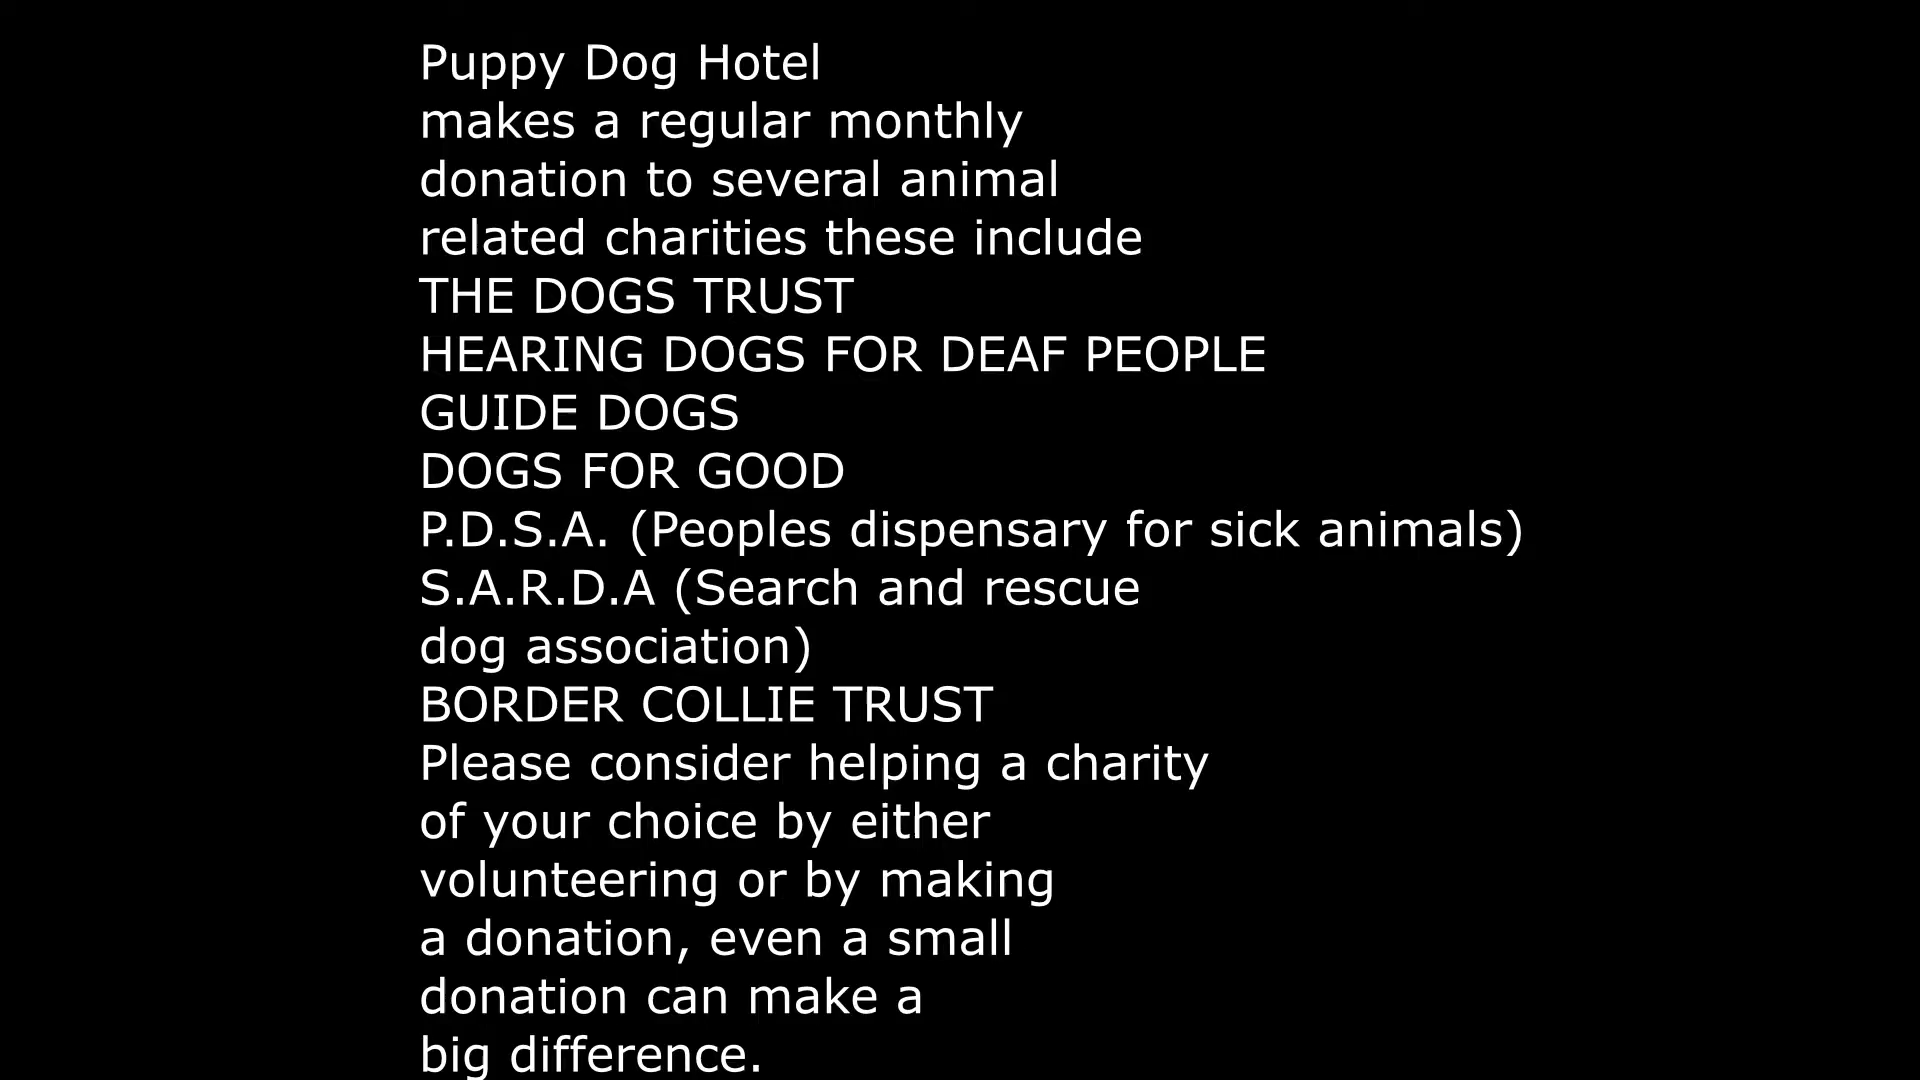 Puppy Dog Hotel
makes a regular monthly
donation to several animal
related charities these include
THE DOGS TRUST
HEARING DOGS FOR DEAF PEOPLE
GUIDE DOGS
DOGS FOR GOOD
P.D.S.A. (Peoples dispensary for sick animals)
S.A.R.D.A (Search and rescue
dog association)
BORDER COLLIE TRUST
Please consider helping a charity
of your choice by either
volunteering or by making
a donation, even a small
donation can make a
big difference.